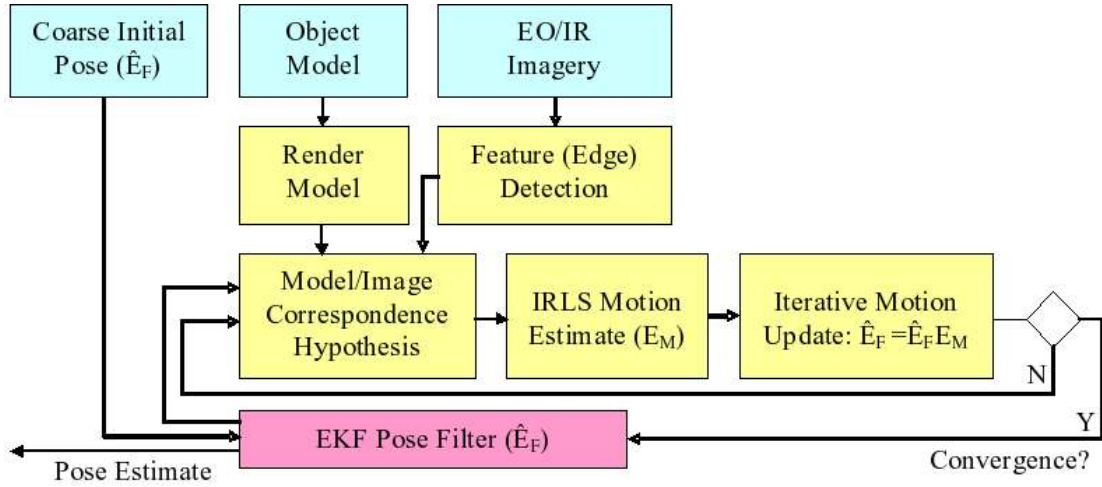 Coarse Initial
Pose (Ê_F)
Object
Model
EO/IR
Imagery
Render
Model
Feature (Edge)
Detection
Model/Image
Correspondence
Hypothesis
IRLS Motion
Estimate (E_M)
Iterative Motion
Update: Ê_F =Ê_F E_M
N
Y
EKF Pose Filter (Ê_F)
Pose Estimate
Convergence?